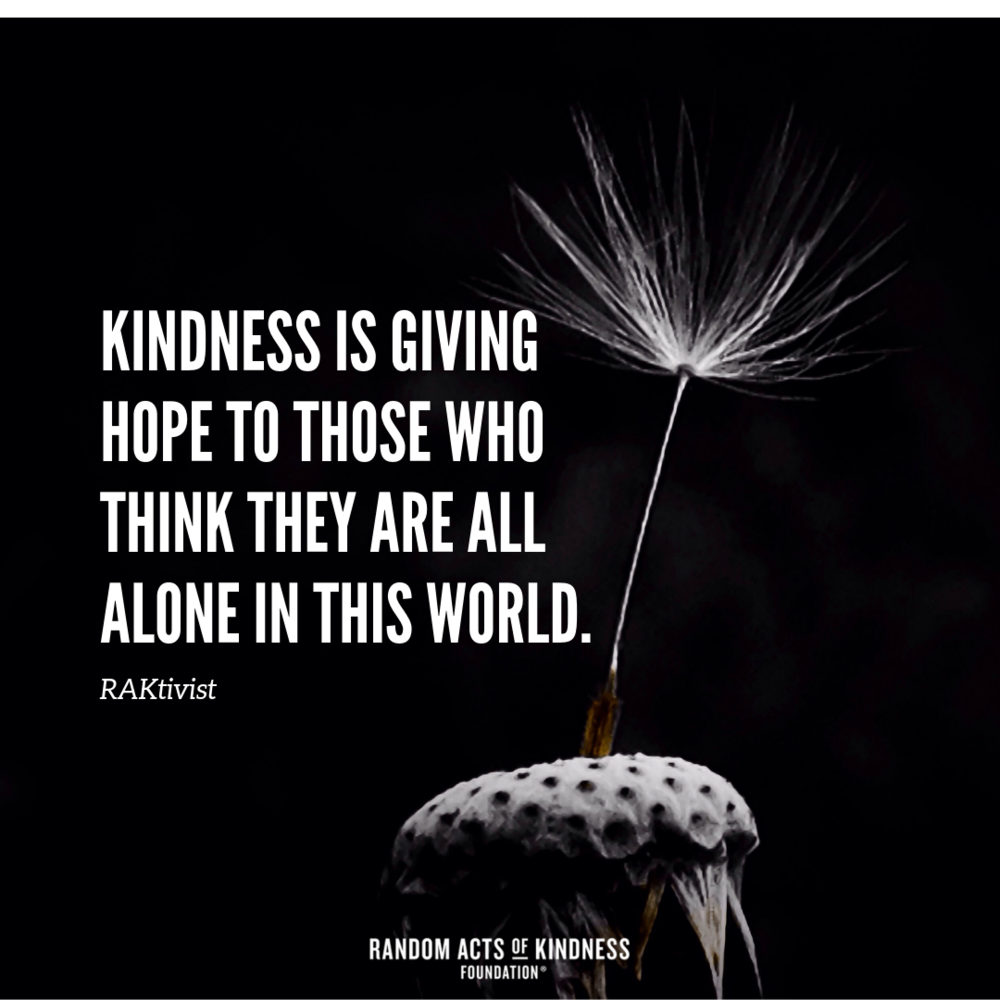 KINDNESS IS GIVING
HOPE TO THOSE WHO
THINK THEY ARE ALL
ALONE IN THIS WORLD.
RAKtivist
RANDOM ACTS OF KINDNESS
FOUNDATION®